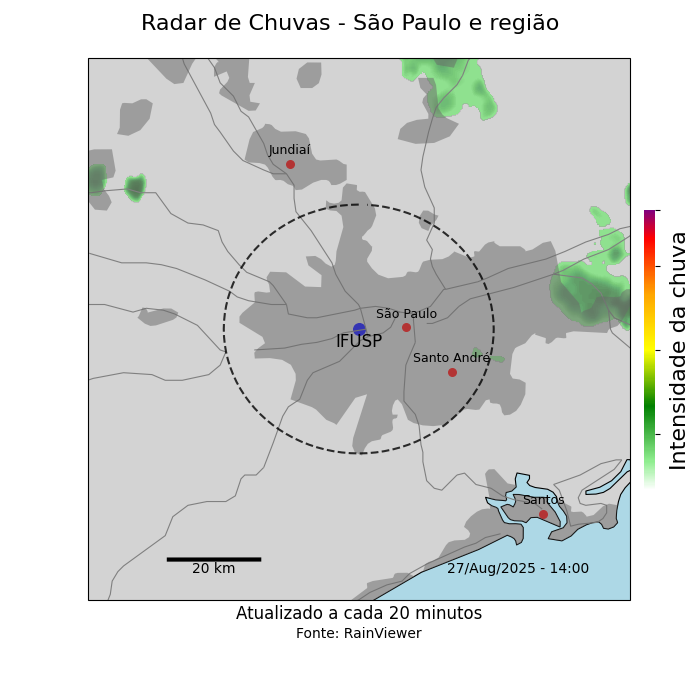 Radar de Chuvas - São Paulo e região
Jundiaí
São Paulo
IFUSP
Santo André
Santos
20 km
27/Aug/2025 - 14:00
Intensidade da chuva
Atualizado a cada 20 minutos
Fonte: RainViewer